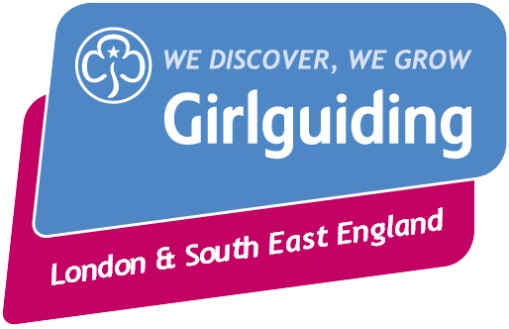 WE DISCOVER, WE GROW
Girlguiding
London & South East England